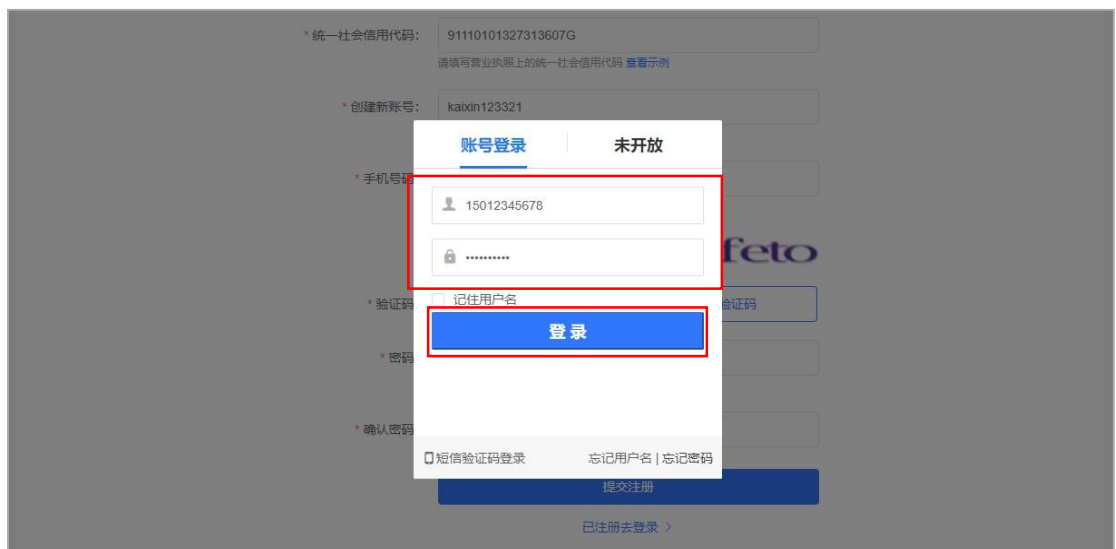 * 统一社会信用代码: 91110101327313607G
请填写营业执照上的统一社会信用代码 查看示例
* 创建新账号: kaixin123321
账号登录 未开放
* 手机号码
15012345678
feto
••••••••••
记住用户名
* 验证码 验证码
登录
* 密码
* 确认密码
短信验证码登录 忘记用户名 | 忘记密码
提交注册
已注册去登录 >